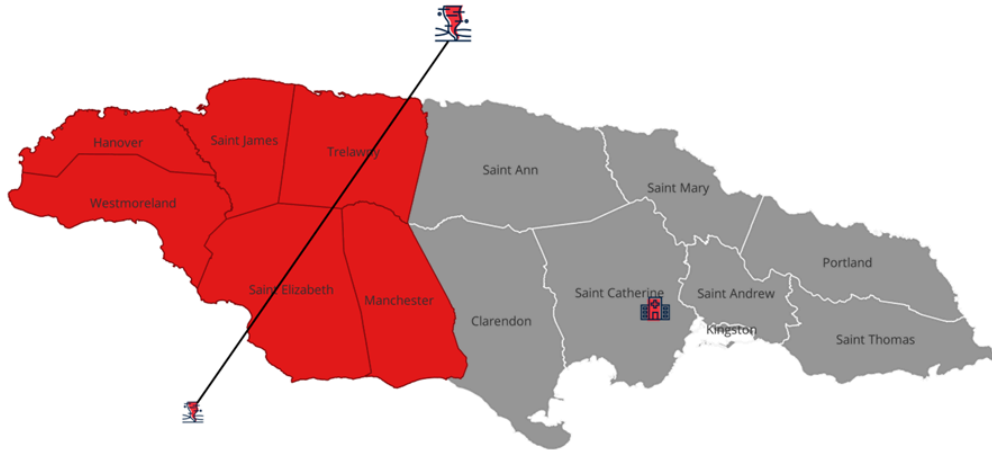 Hanover
Saint James
Trelawny
Saint Ann
Saint Mary
Westmoreland
Portland
Saint Elizabeth
Manchester
Saint Catherine
Saint Andrew
Clarendon
Kingston
Saint Thomas